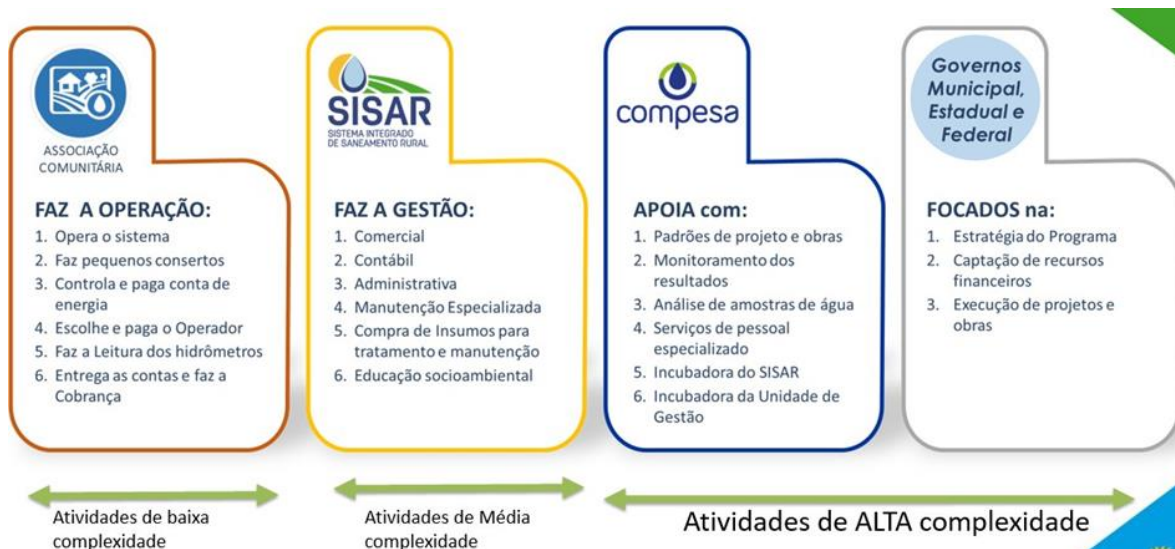 ASSOCIAÇÃO
COMUNITÁRIA
FAZ A OPERAÇÃO:
1. Opera o sistema
2. Faz pequenos consertos
3. Controla e paga conta de
energia
4. Escolhe e paga o Operador
5. Faz a Leitura dos hidrômetros
6. Entrega as contas e faz a
Cobrança
SISAR
SISTEMA INTEGRADO
DE SANEAMENTO RURAL
FAZ A GESTÃO:
1. Comercial
2. Contábil
3. Administrativa
4. Manutenção Especializada
5. Compra de Insumos para
tratamento e manutenção
6. Educação socioambiental
compesa
APOIA com:
1. Padrões de projeto e obras
2. Monitoramento dos
resultados
3. Análise de amostras de água
4. Serviços de pessoal
especializado
5. Incubadora do SISAR
6. Incubadora da Unidade de
Gestão
Governos
Municipal,
Estadual e
Federal
FOCADOS na:
1. Estratégia do Programa
2. Captação de recursos
financeiros
3. Execução de projetos e
obras
Atividades de baixa
complexidade
Atividades de Média
complexidade
Atividades de ALTA complexidade